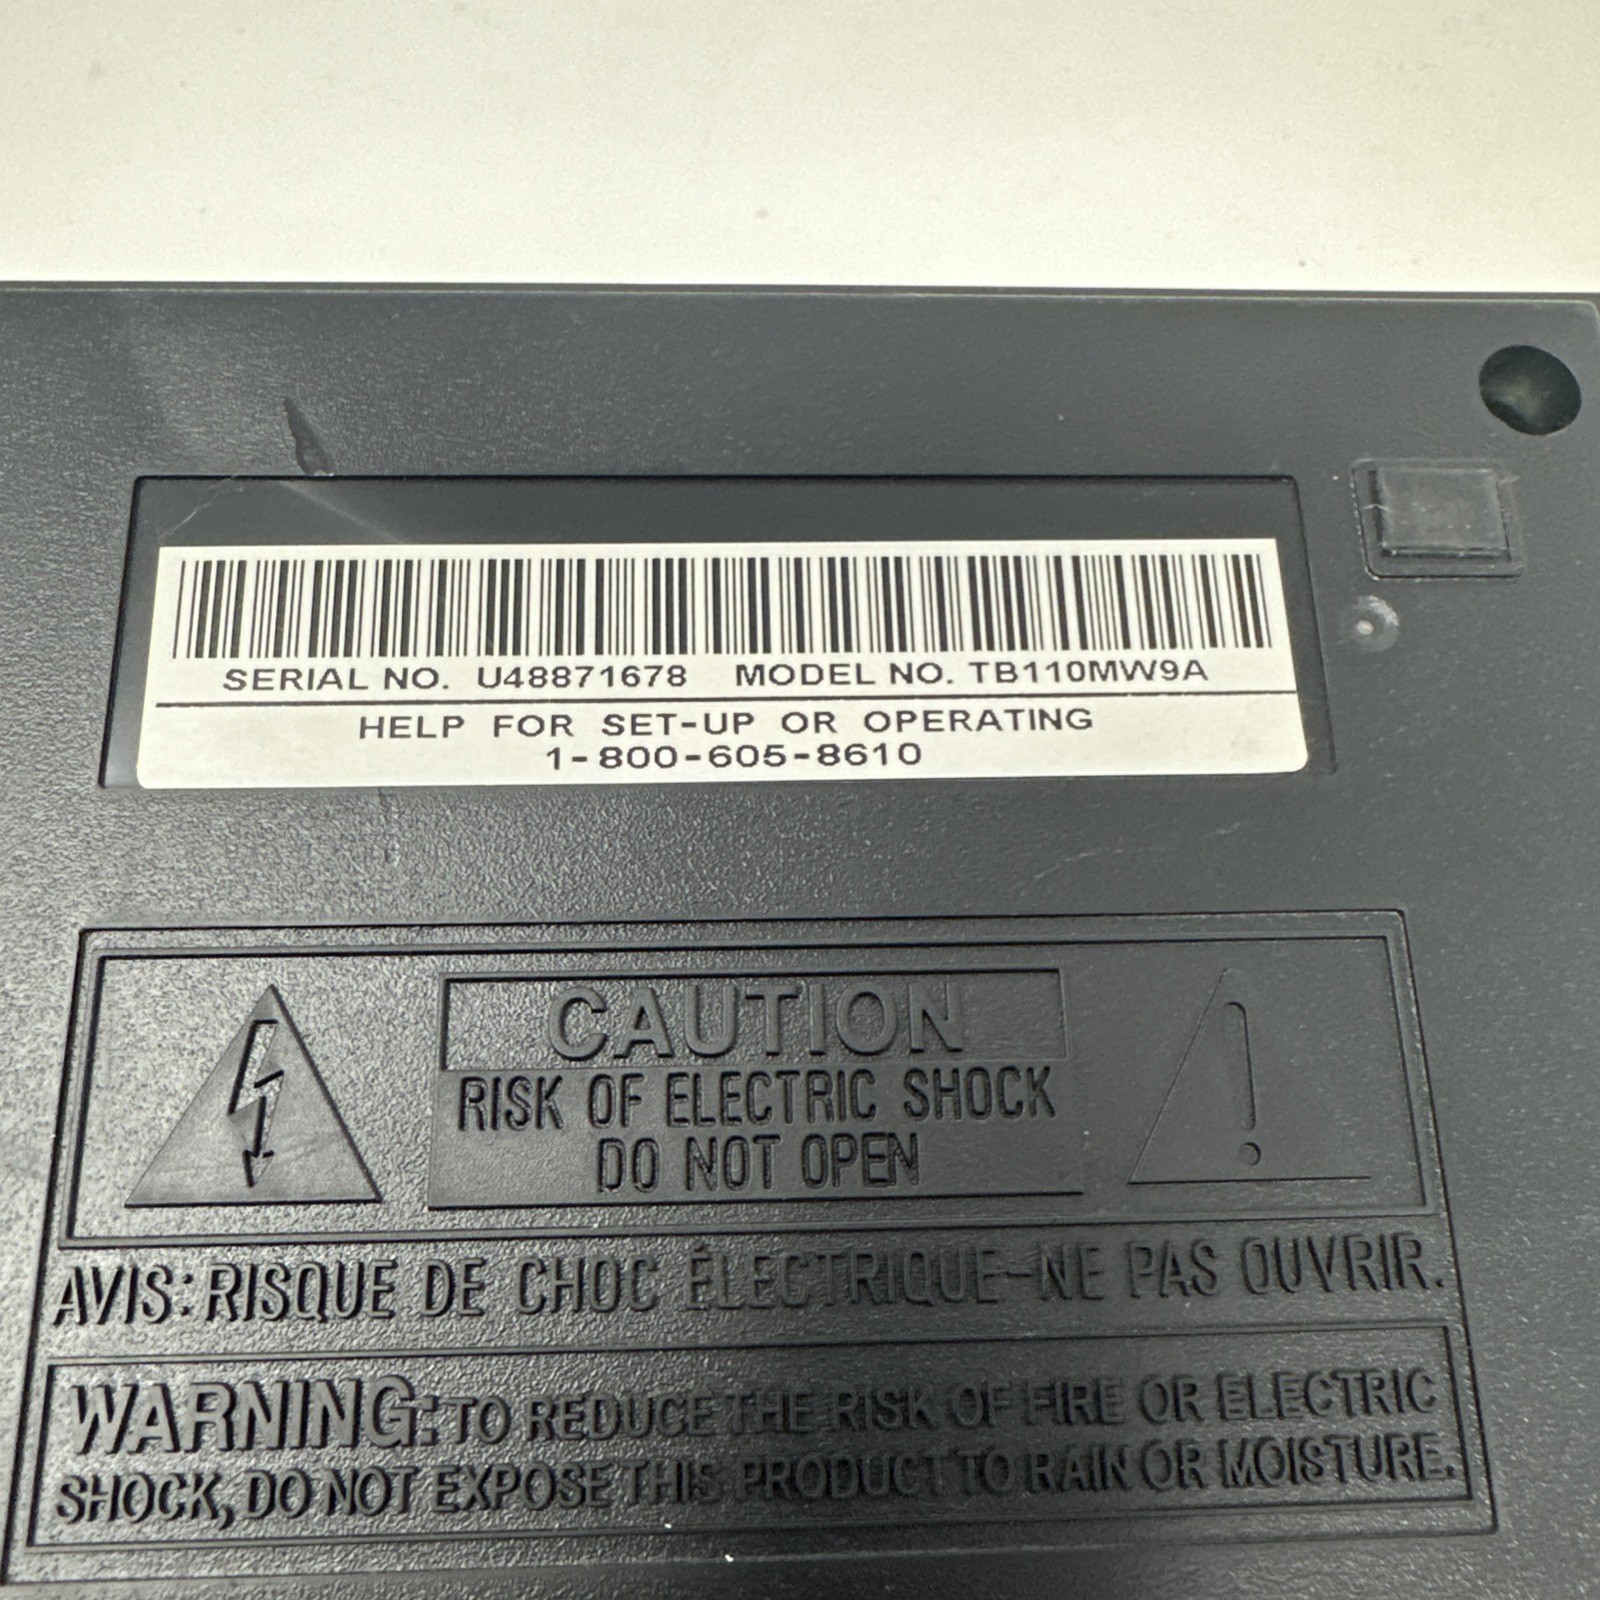 SERIAL NO. U48871678 MODEL NO. TB110MW9A
HELP FOR SET-UP OR OPERATING
1-800-605-8610
CAUTION
RISK OF ELECTRIC SHOCK
DO NOT OPEN
AVIS: RISQUE DE CHOC ÉLECTRIQUE-NE PAS OUVRIR.
WARNING: TO REDUCE THE RISK OF FIRE OR ELECTRIC
SHOCK, DO NOT EXPOSE THIS PRODUCT TO RAIN OR MOISTURE.